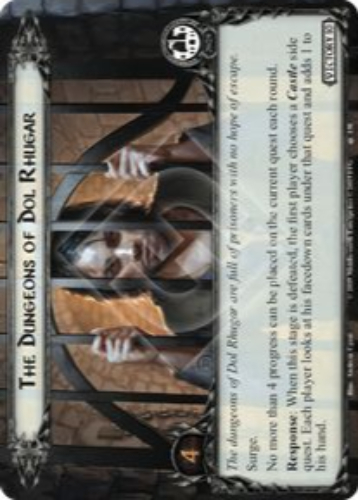 THE DUNGEONS OF DOL RHUGAR
4
The dungeons of Dol Rhugar are full of prisoners with no hope of escape.
Surge.
No more than 4 progress can be placed on the current quest each round.
Response: When this stage is defeated, the first player chooses a Castle side
quest. Each player looks at his facedown cards under that quest and adds 1 to
his hand.
VICTORY 10